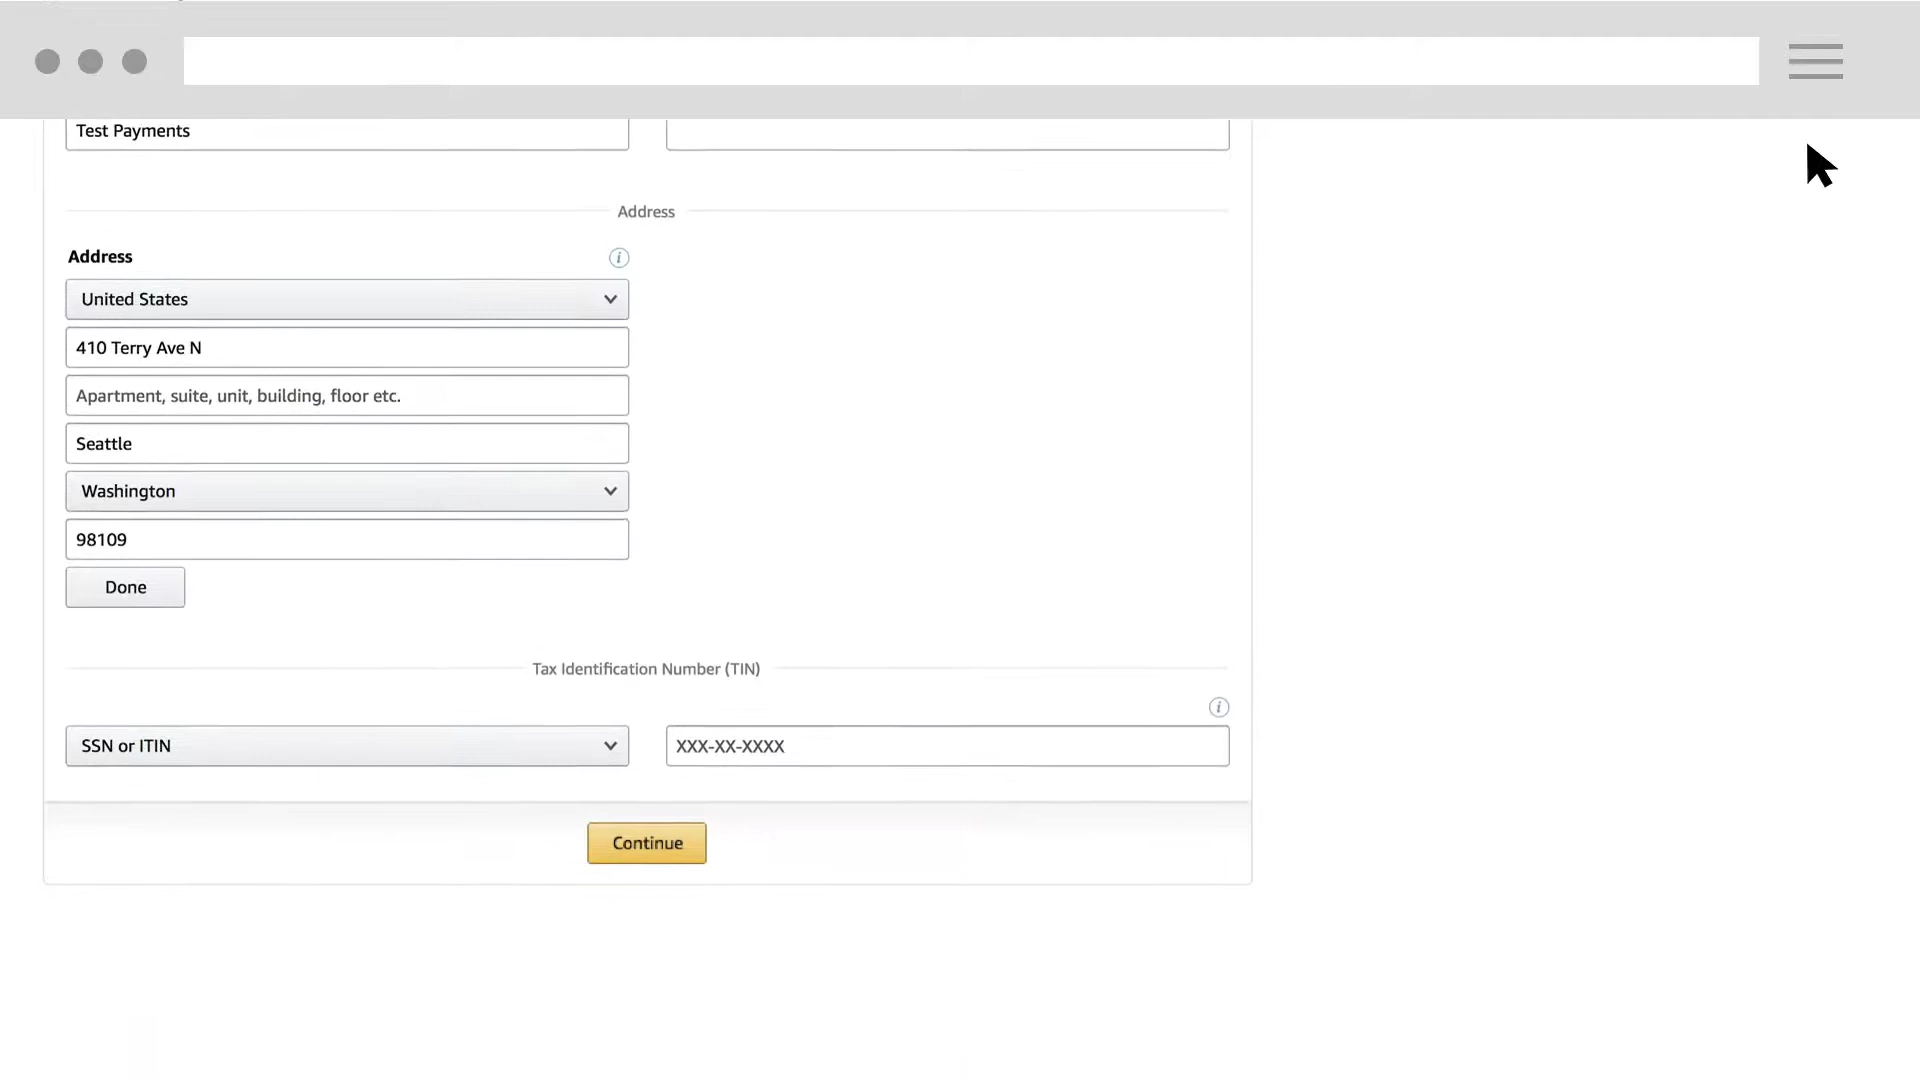 Test Payments
Address
Address
United States
410 Terry Ave N
Apartment, suite, unit, building, floor etc.
Seattle
Washington
98109
Done
Tax Identification Number (TIN)
SSN or ITIN
XXX-XX-XXXX
Continue